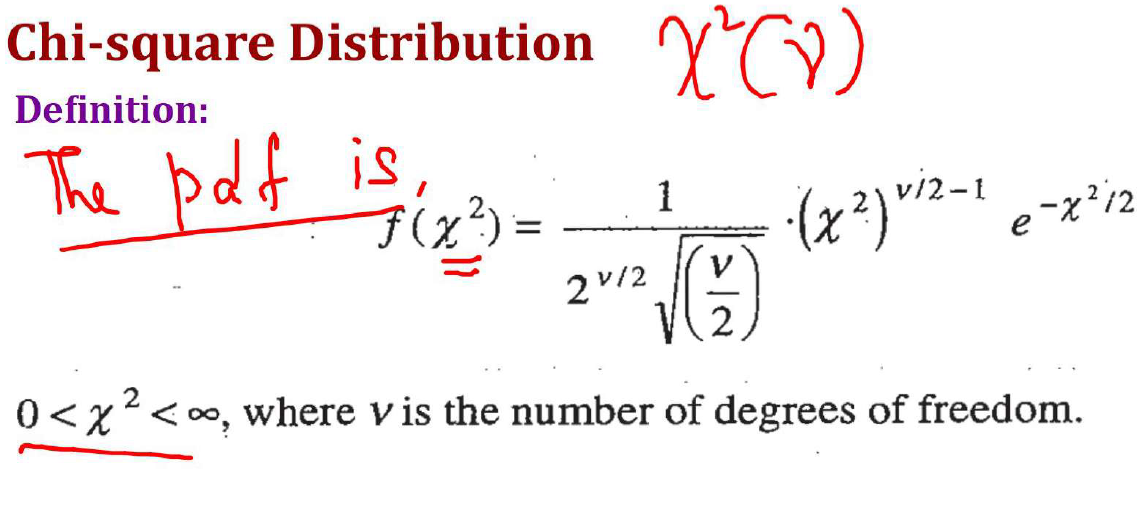 Chi-square Distribution χ²(ν)
Definition:
The pdf is,
f(χ²) = 1 / (2^(ν/2) √(ν/2)) · (χ²)^(ν/2−1) e^(−χ²/2)
0 < χ² < ∞, where ν is the number of degrees of freedom.